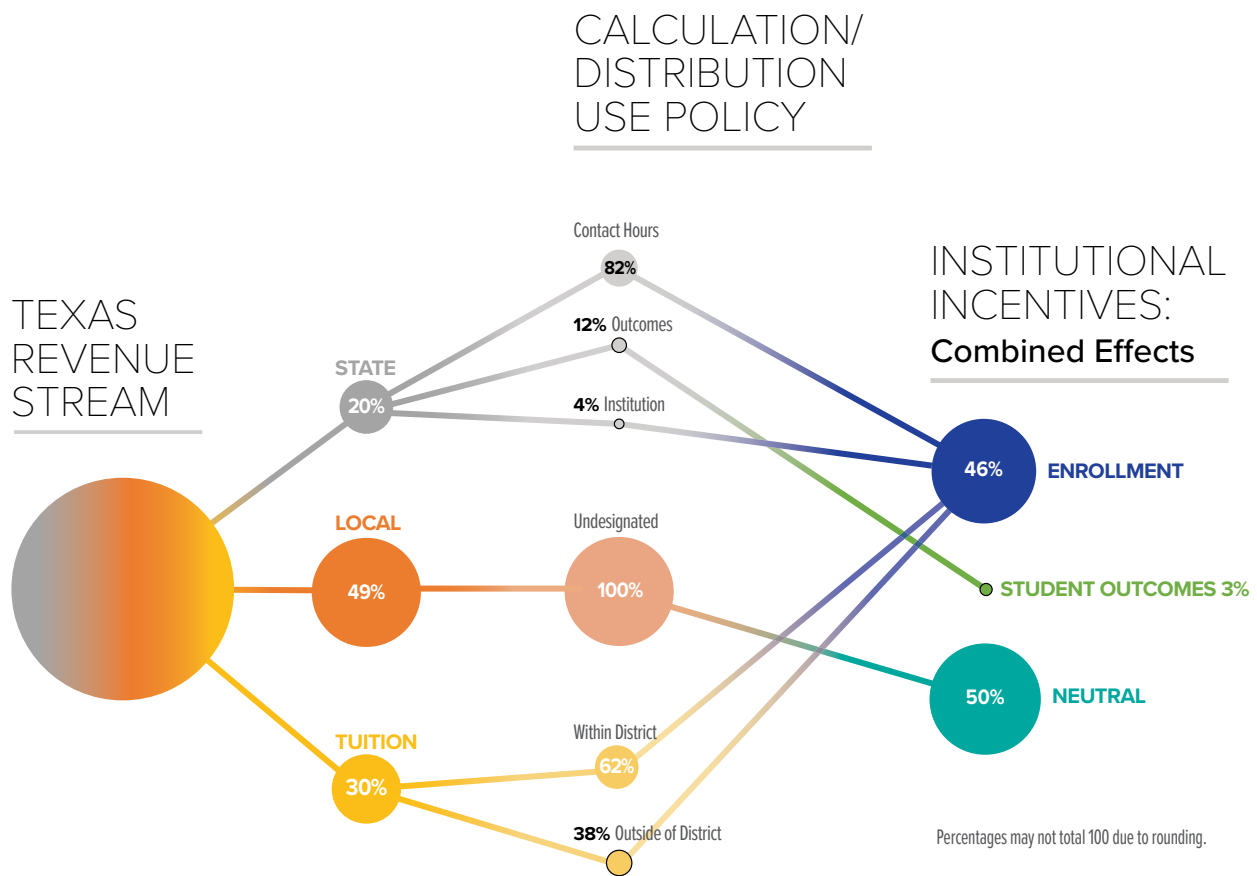 CALCULATION/
DISTRIBUTION
USE POLICY
TEXAS
REVENUE
STREAM
INSTITUTIONAL
INCENTIVES:
Combined Effects
STATE
20%
LOCAL
49%
TUITION
30%
Contact Hours
82%
12% Outcomes
4% Institution
Undesignated
100%
Within District
62%
38% Outside of District
46%
ENROLLMENT
STUDENT OUTCOMES 3%
50%
NEUTRAL
Percentages may not total 100 due to rounding.